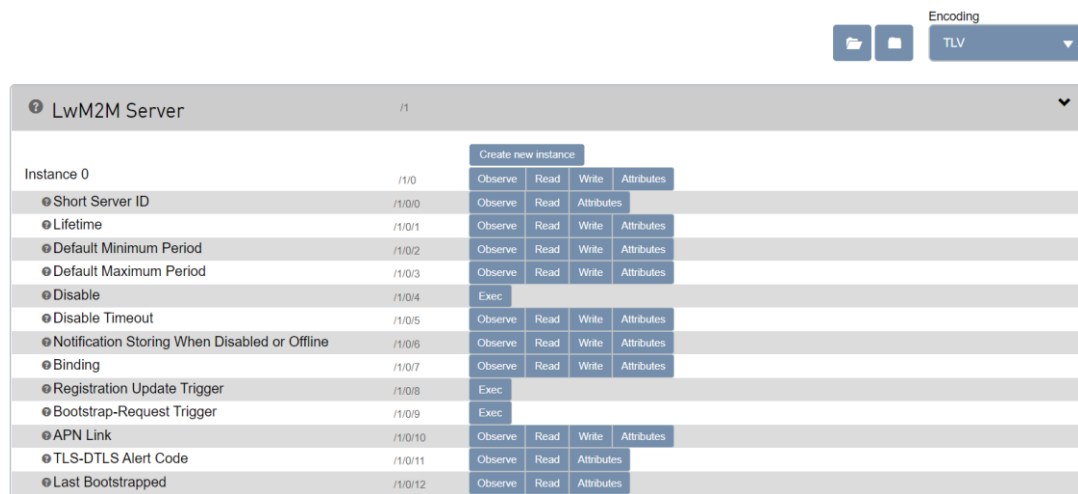 Encoding
TLV
LwM2M Server /1
Create new instance
Instance 0 /1/0 Observe Read Write Attributes
Short Server ID /1/0/0 Observe Read Attributes
Lifetime /1/0/1 Observe Read Write Attributes
Default Minimum Period /1/0/2 Observe Read Write Attributes
Default Maximum Period /1/0/3 Observe Read Write Attributes
Disable /1/0/4 Exec
Disable Timeout /1/0/5 Observe Read Write Attributes
Notification Storing When Disabled or Offline /1/0/6 Observe Read Write Attributes
Binding /1/0/7 Observe Read Write Attributes
Registration Update Trigger /1/0/8 Exec
Bootstrap-Request Trigger /1/0/9 Exec
APN Link /1/0/10 Observe Read Write Attributes
TLS-DTLS Alert Code /1/0/11 Observe Read Attributes
Last Bootstrapped /1/0/12 Observe Read Attributes